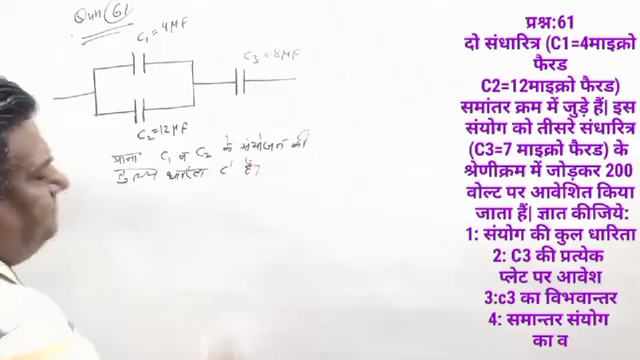 Qun 61
C₁=4μF
C₃=8μF
C₂=12μF
माना C₁ व C₂ के संयोजन की
तुल्य धारिता C' है
प्रश्न:61
दो संधारित्र (C1=4माइक्रो
फैरड
C2=12माइक्रो फैरड)
समांतर क्रम में जुड़े हैं| इस
संयोग को तीसरे संधारित्र
(C3=7 माइक्रो फैरड) के
श्रेणीक्रम में जोड़कर 200
वोल्ट पर आवेशित किया
जाता हैं| ज्ञात कीजिये:
1: संयोग की कुल धारिता
2: C3 की प्रत्येक
प्लेट पर आवेश
3:c3 का विभवान्तर
4: समान्तर संयोग
का व